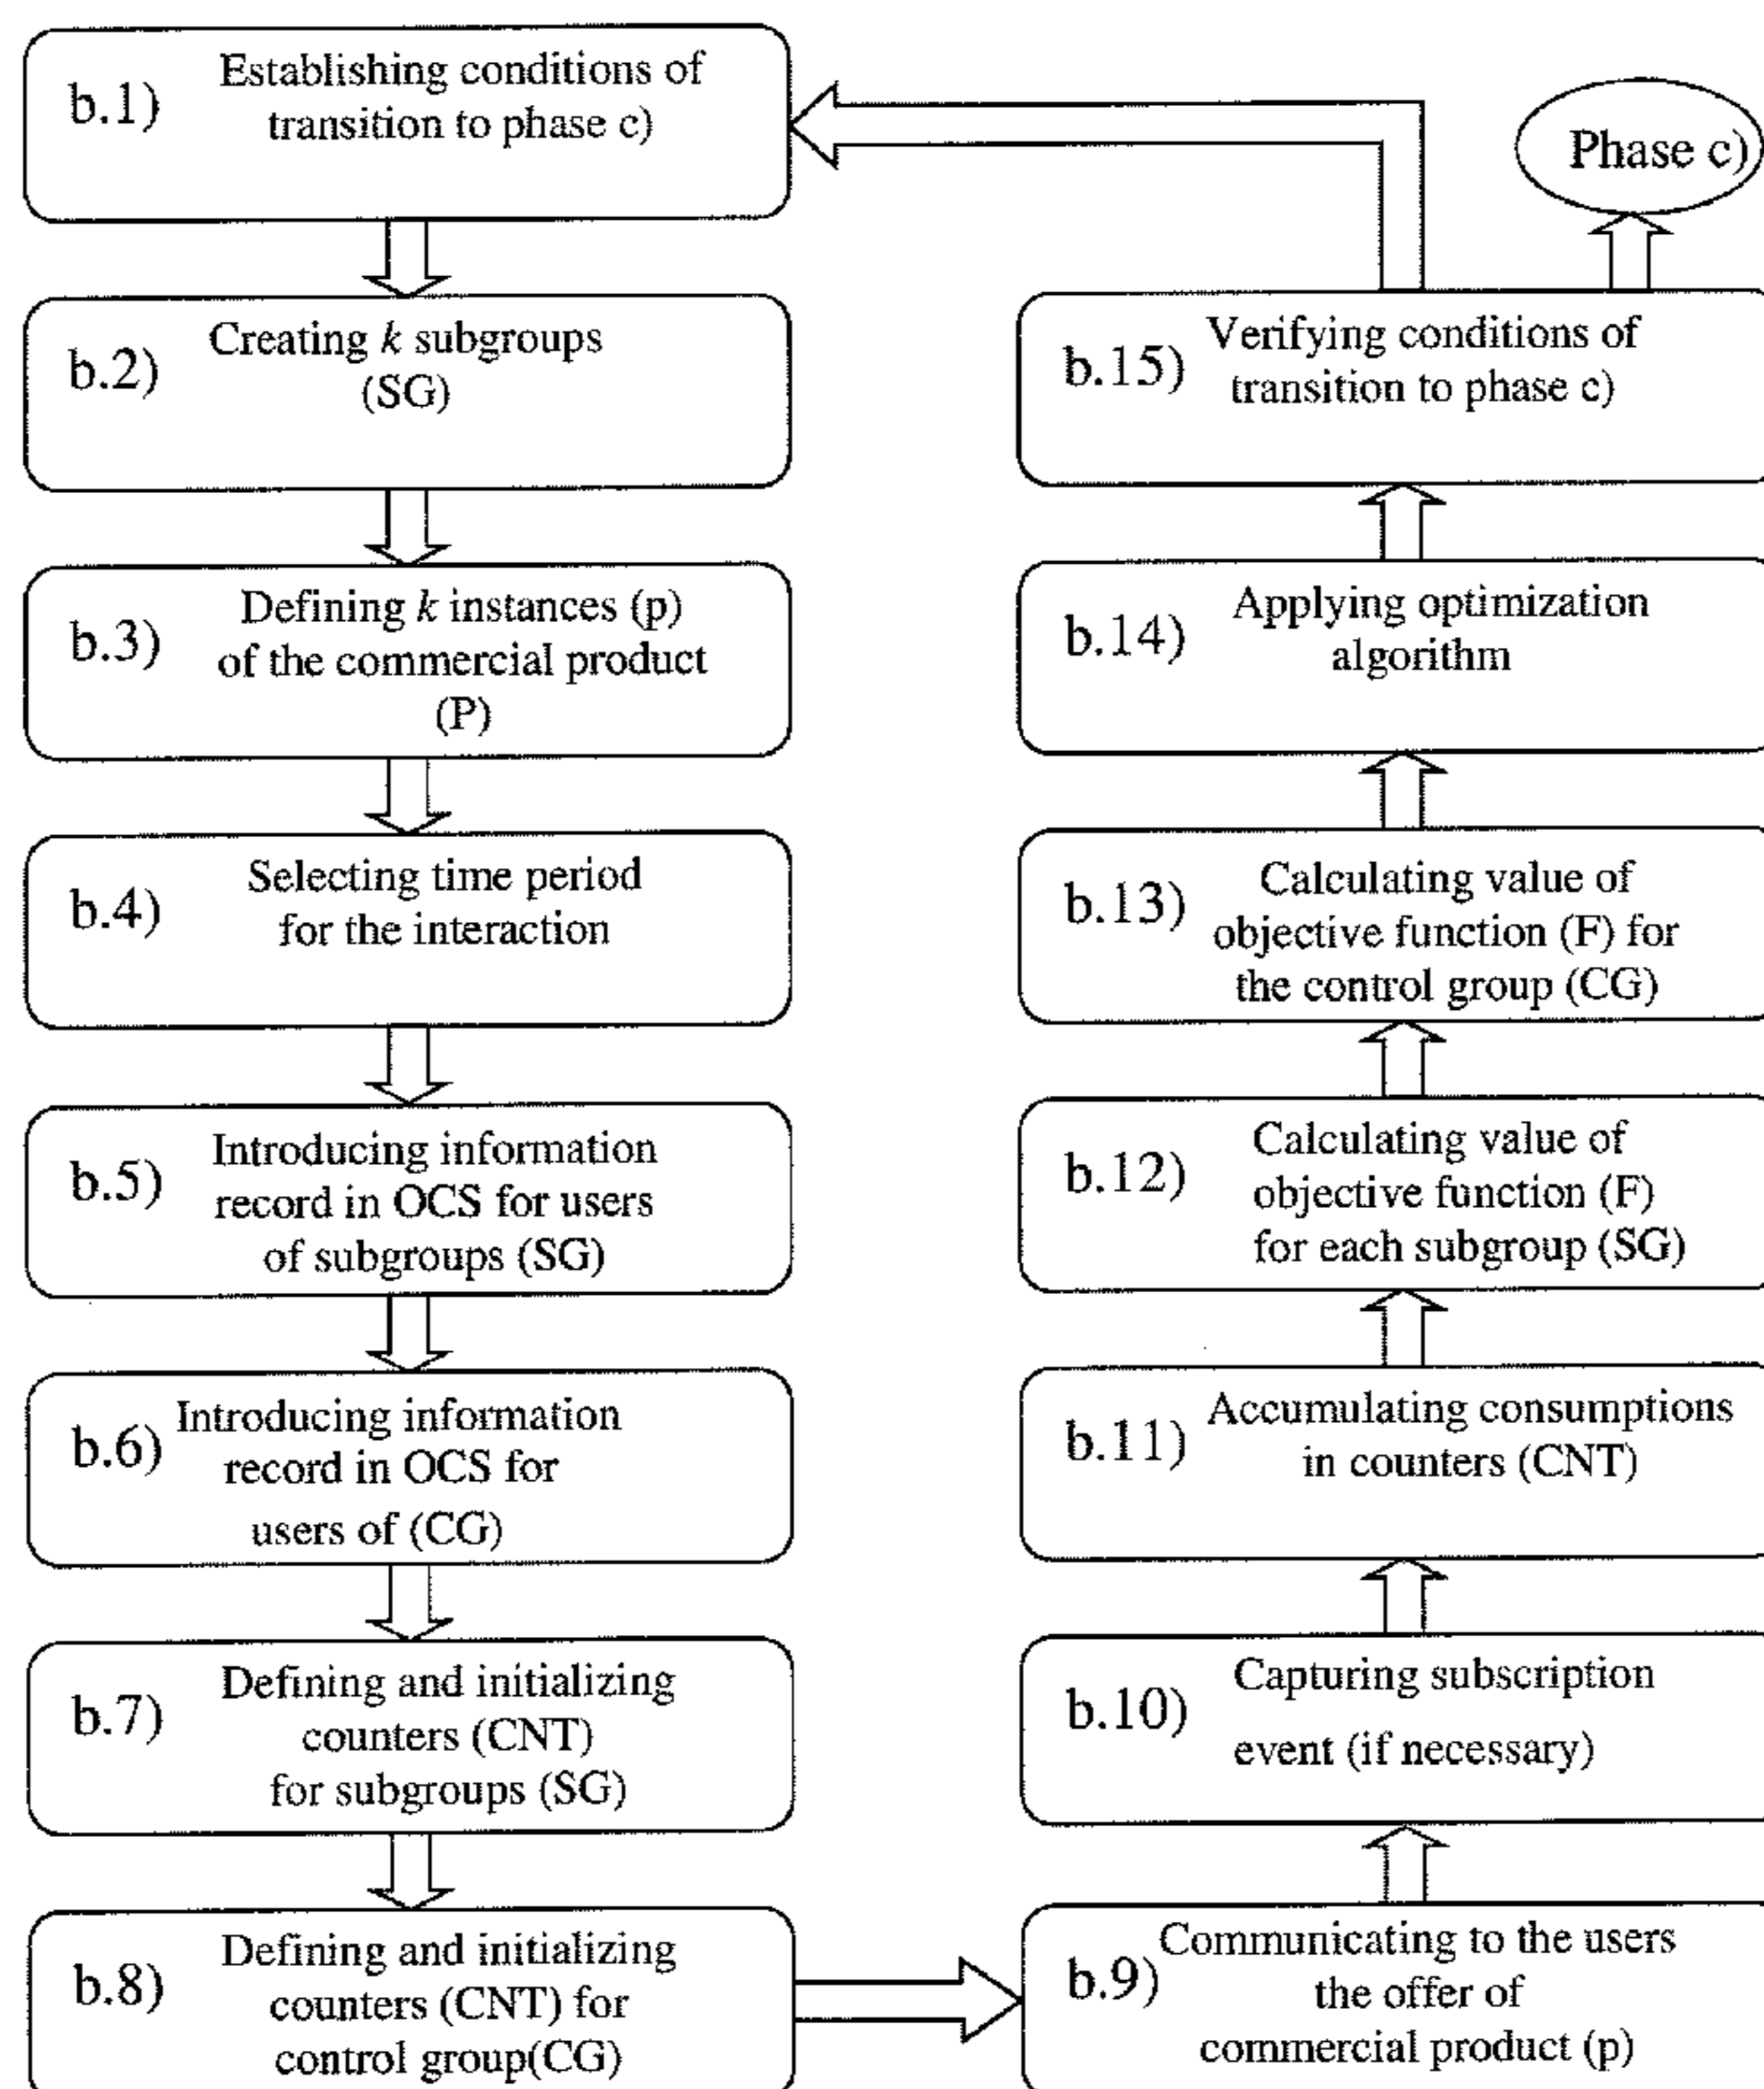 b.1)
Establishing conditions of
transition to phase c)
b.2)
Creating k subgroups
(SG)
b.3)
Defining k instances (p)
of the commercial product
(P)
b.4)
Selecting time period
for the interaction
b.5)
Introducing information
record in OCS for users
of subgroups (SG)
b.6)
Introducing information
record in OCS for
users of (CG)
b.7)
Defining and initializing
counters (CNT)
for subgroups (SG)
b.8)
Defining and initializing
counters (CNT) for
control group(CG)
b.9)
Communicating to the users
the offer of
commercial product (p)
b.10)
Capturing subscription
event (if necessary)
b.11)
Accumulating consumptions
in counters (CNT)
b.12)
Calculating value of
objective function (F)
for each subgroup (SG)
b.13)
Calculating value of
objective function (F) for
the control group (CG)
b.14)
Applying optimization
algorithm
b.15)
Verifying conditions of
transition to phase c)
Phase c)